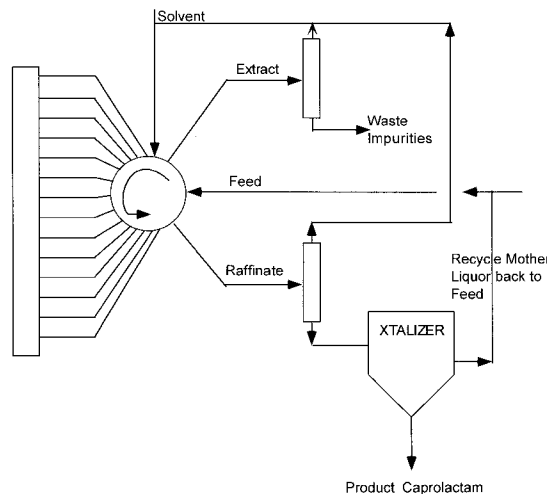 Solvent
Extract
Waste
Impurities
Feed
Raffinate
Recycle Mother
Liquor back to
Feed
XTALIZER
Product Caprolactam